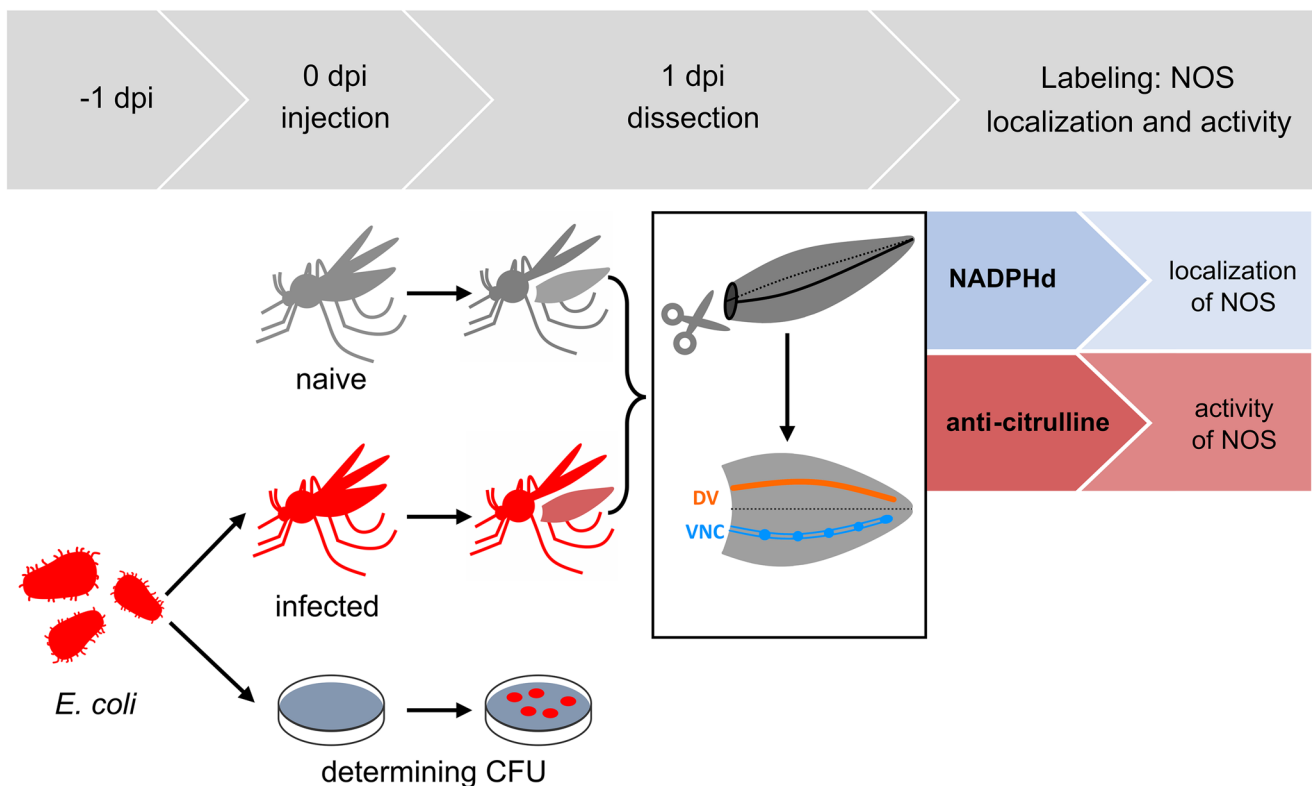 -1 dpi
0 dpi
injection
1 dpi
dissection
Labeling: NOS
localization and activity
naive
infected
E. coli
determining CFU
DV
VNC
NADPHd
localization
of NOS
anti-citrulline
activity
of NOS